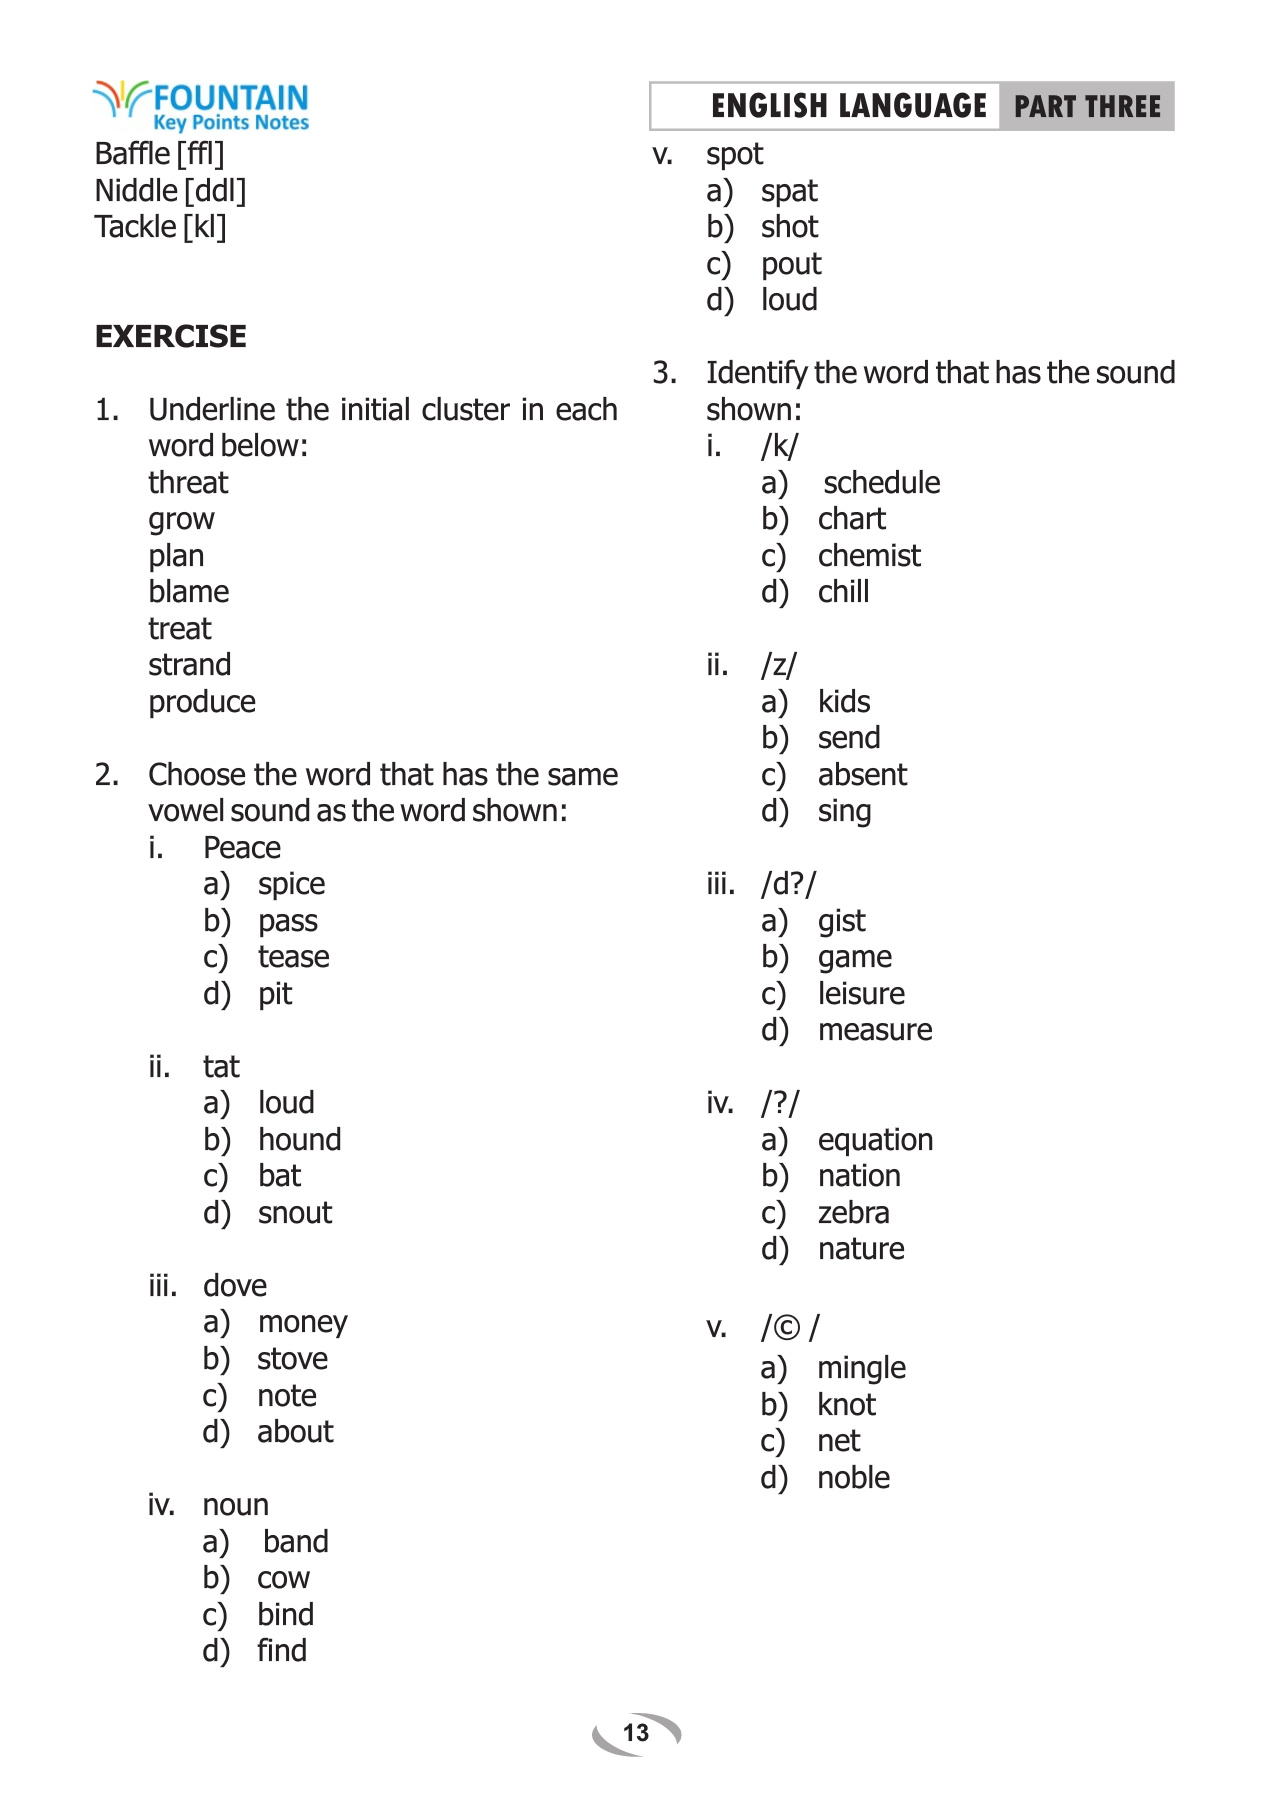 FOUNTAIN
Key Points Notes
ENGLISH LANGUAGE PART THREE
Baffle [ffl]
Niddle [ddl]
Tackle [kl]
EXERCISE
1. Underline the initial cluster in each
word below:
threat
grow
plan
blame
treat
strand
produce
2. Choose the word that has the same
vowel sound as the word shown:
i. Peace
a) spice
b) pass
c) tease
d) pit
ii. tat
a) loud
b) hound
c) bat
d) snout
iii. dove
a) money
b) stove
c) note
d) about
iv. noun
a) band
b) cow
c) bind
d) find
v. spot
a) spat
b) shot
c) pout
d) loud
3. Identify the word that has the sound
shown:
i. /k/
a) schedule
b) chart
c) chemist
d) chill
ii. /z/
a) kids
b) send
c) absent
d) sing
iii. /d?/
a) gist
b) game
c) leisure
d) measure
iv. /?/
a) equation
b) nation
c) zebra
d) nature
v. /© /
a) mingle
b) knot
c) net
d) noble
13